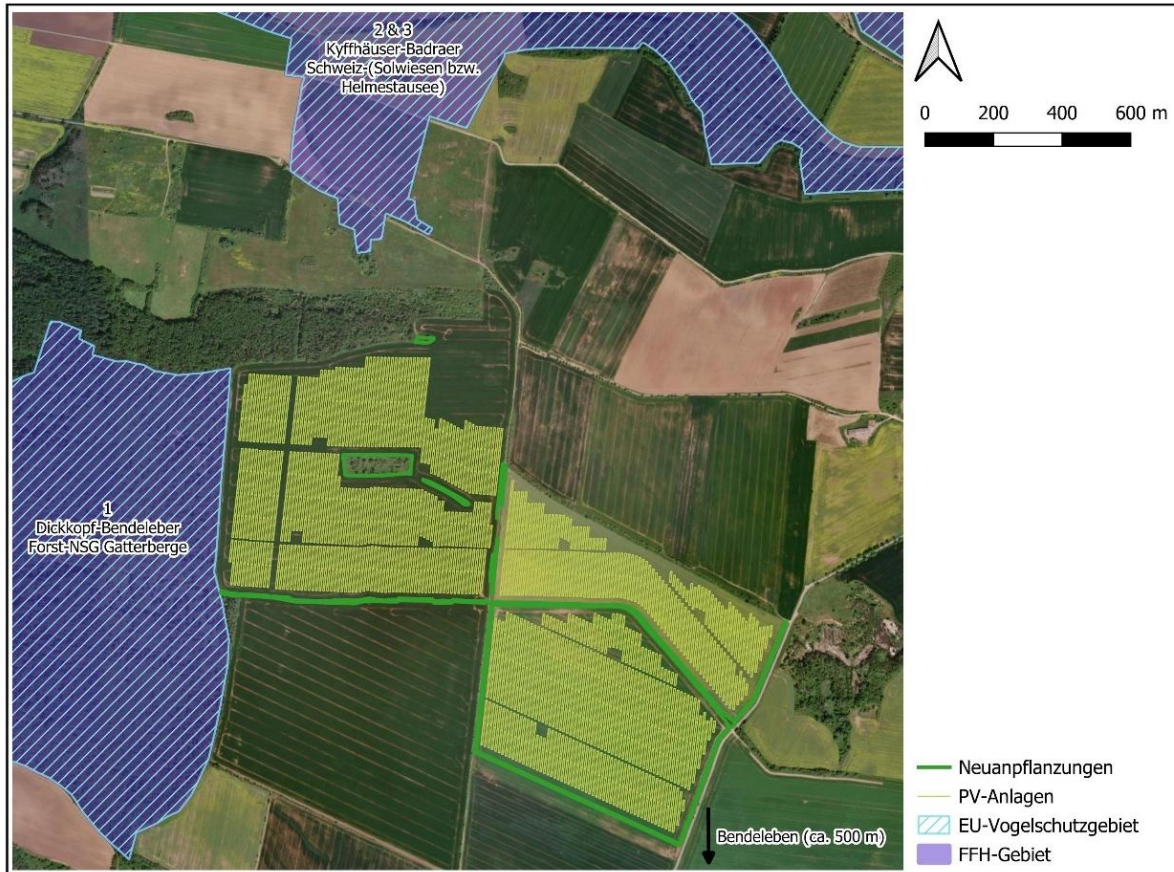 2 & 3
Kyffhäuser-Badraer
Schweiz-(Solwiesen bzw.
Helmestausee)
0 200 400 600 m
1
Dickkopf-Bendeleber
Forst-NSG Gatterberge
Bendeleben (ca. 500 m)
Neuanpflanzungen
PV-Anlagen
EU-Vogelschutzgebiet
FFH-Gebiet